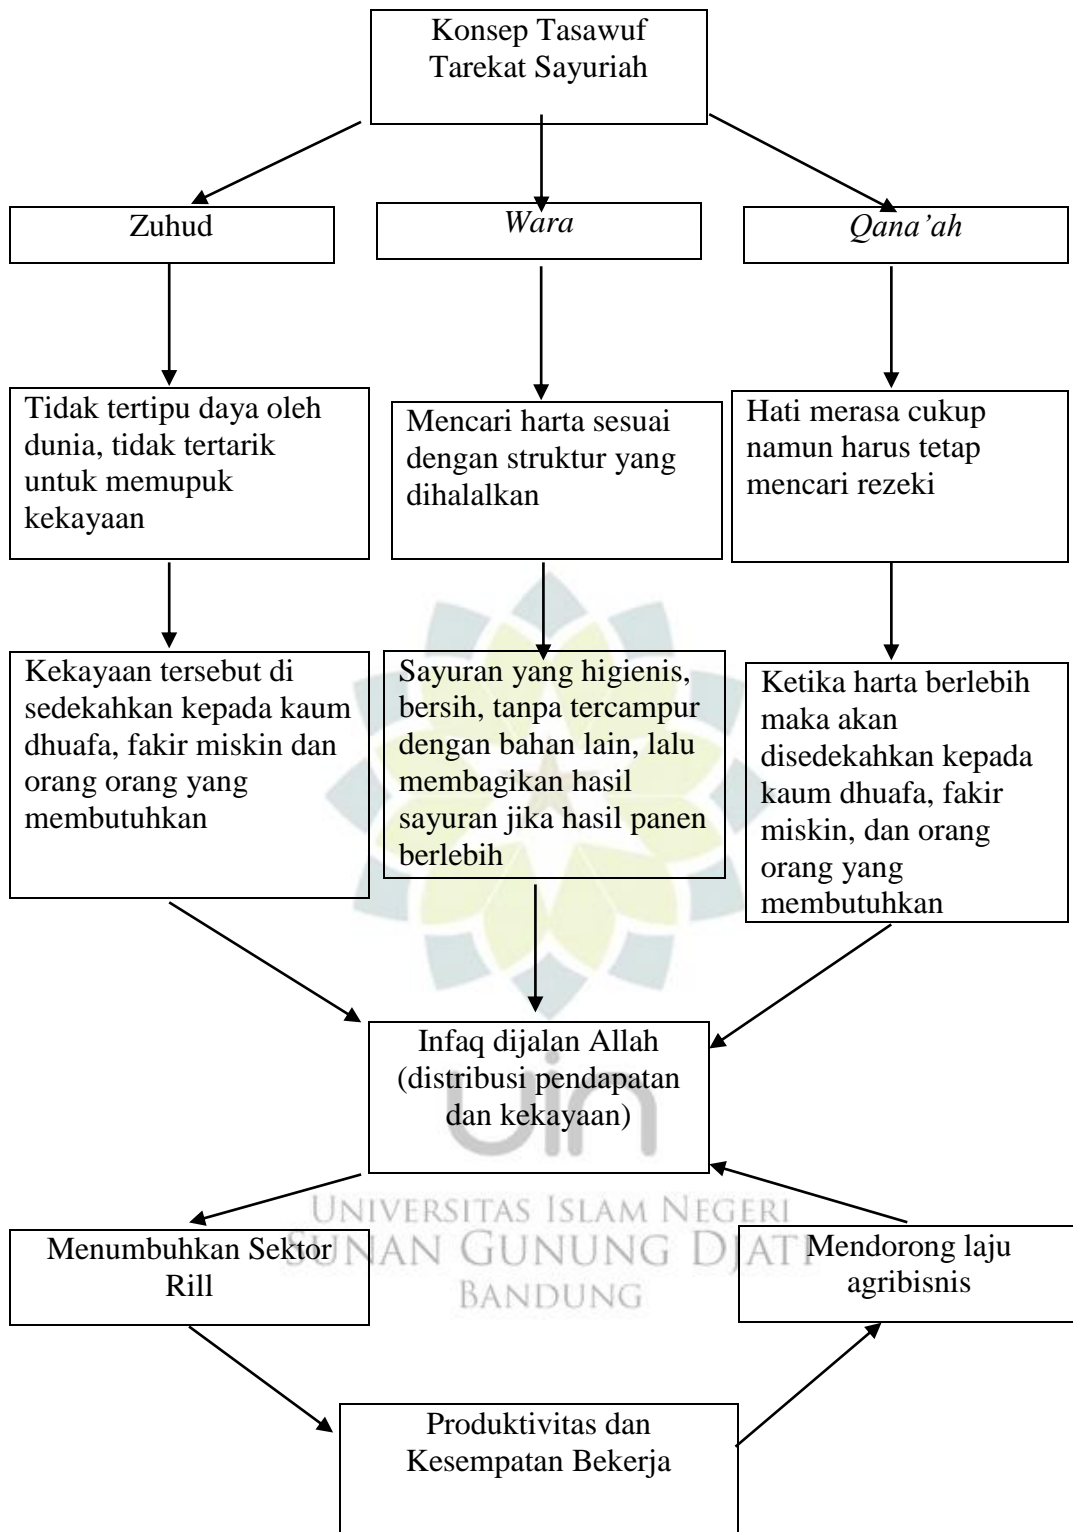 Konsep Tasawuf
Tarekat Sayuriah
Zuhud
Wara
Qana’ah
Tidak tertipu daya oleh
dunia, tidak tertarik
untuk memupuk
kekayaan
Mencari harta sesuai
dengan struktur yang
dihalalkan
Hati merasa cukup
namun harus tetap
mencari rezeki
Kekayaan tersebut di
sedekahkan kepada kaum
dhuafa, fakir miskin dan
orang orang yang
membutuhkan
Sayuran yang higienis,
bersih, tanpa tercampur
dengan bahan lain, lalu
membagikan hasil
sayuran jika hasil panen
berlebih
Ketika harta berlebih
maka akan
disedekahkan kepada
kaum dhuafa, fakir
miskin, dan orang
orang yang
membutuhkan
Infaq dijalan Allah
(distribusi pendapatan
dan kekayaan)
uin
UNIVERSITAS ISLAM NEGERI
SUNAN GUNUNG DJATI
BANDUNG
Menumbuhkan Sektor
Rill
Mendorong laju
agribisnis
Produktivitas dan
Kesempatan Bekerja